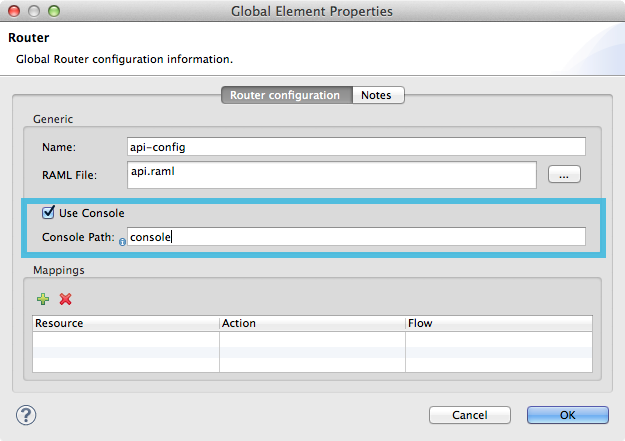 Global Element Properties
Router
Global Router configuration information.
Router configuration Notes
Generic
Name: api-config
RAML File: api.raml ...
Use Console
Console Path: console
Mappings
Resource Action Flow
? Cancel OK